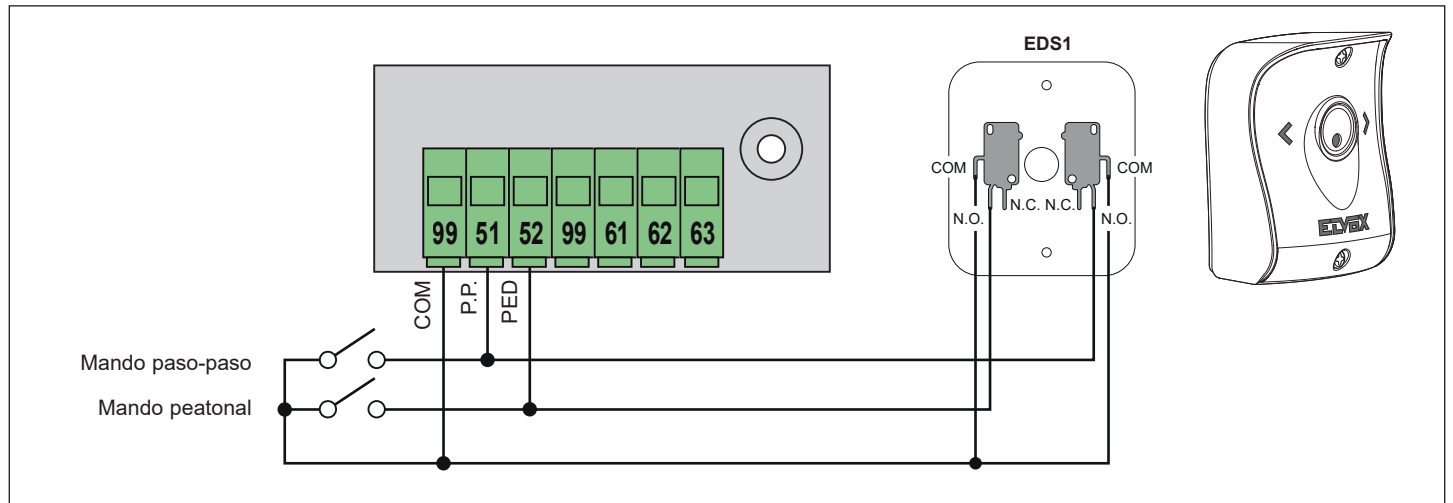 EDS1
COM
COM
N.C. N.C.
N.O.
N.O.
99 51 52 99 61 62 63
COM
P.P.
PED
ELVOX
Mando paso-paso
Mando peatonal